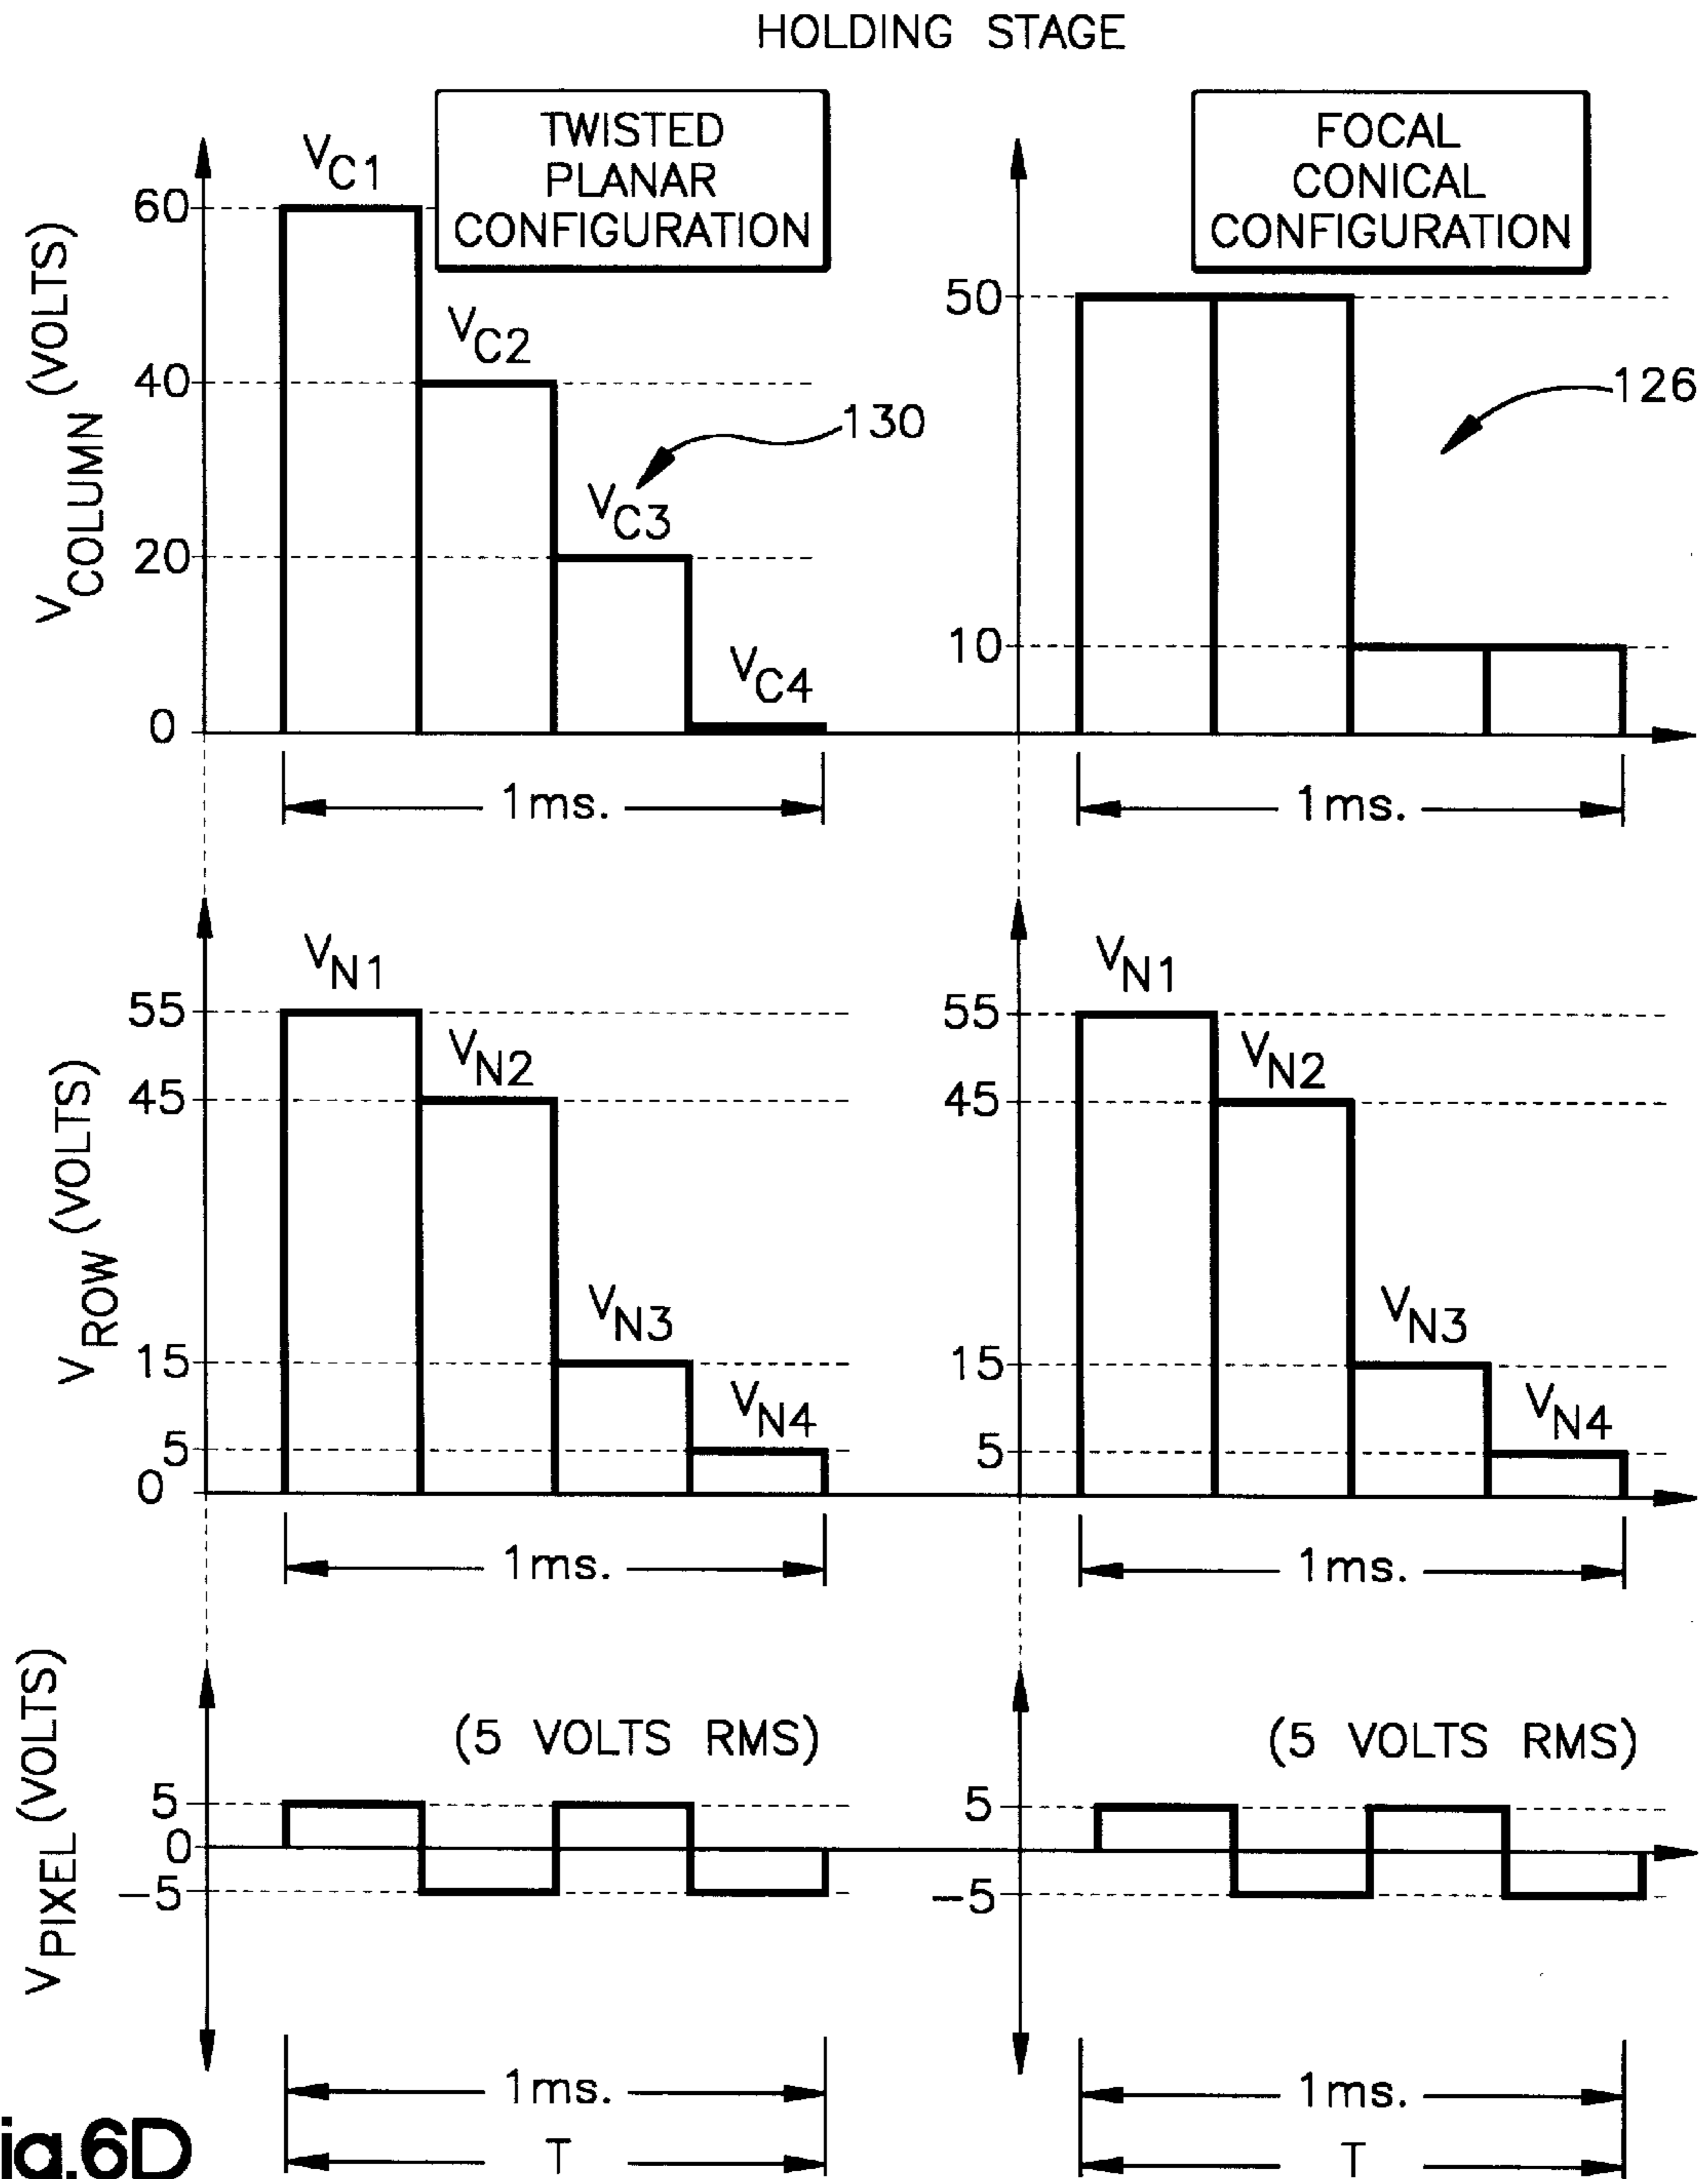 HOLDING STAGE
TWISTED
PLANAR
CONFIGURATION
FOCAL
CONICAL
CONFIGURATION
VCOLUMN (VOLTS)
60
40
20
0
VC1
VC2
VC3
VC4
130
1ms.
50
10
126
1ms.
VROW (VOLTS)
55
45
15
5
0
VN1
VN2
VN3
VN4
1ms.
55
45
15
5
VN1
VN2
VN3
VN4
1ms.
VPIXEL (VOLTS)
(5 VOLTS RMS)
5
0
-5
1ms.
T
(5 VOLTS RMS)
5
-5
1ms.
T
ig.6D